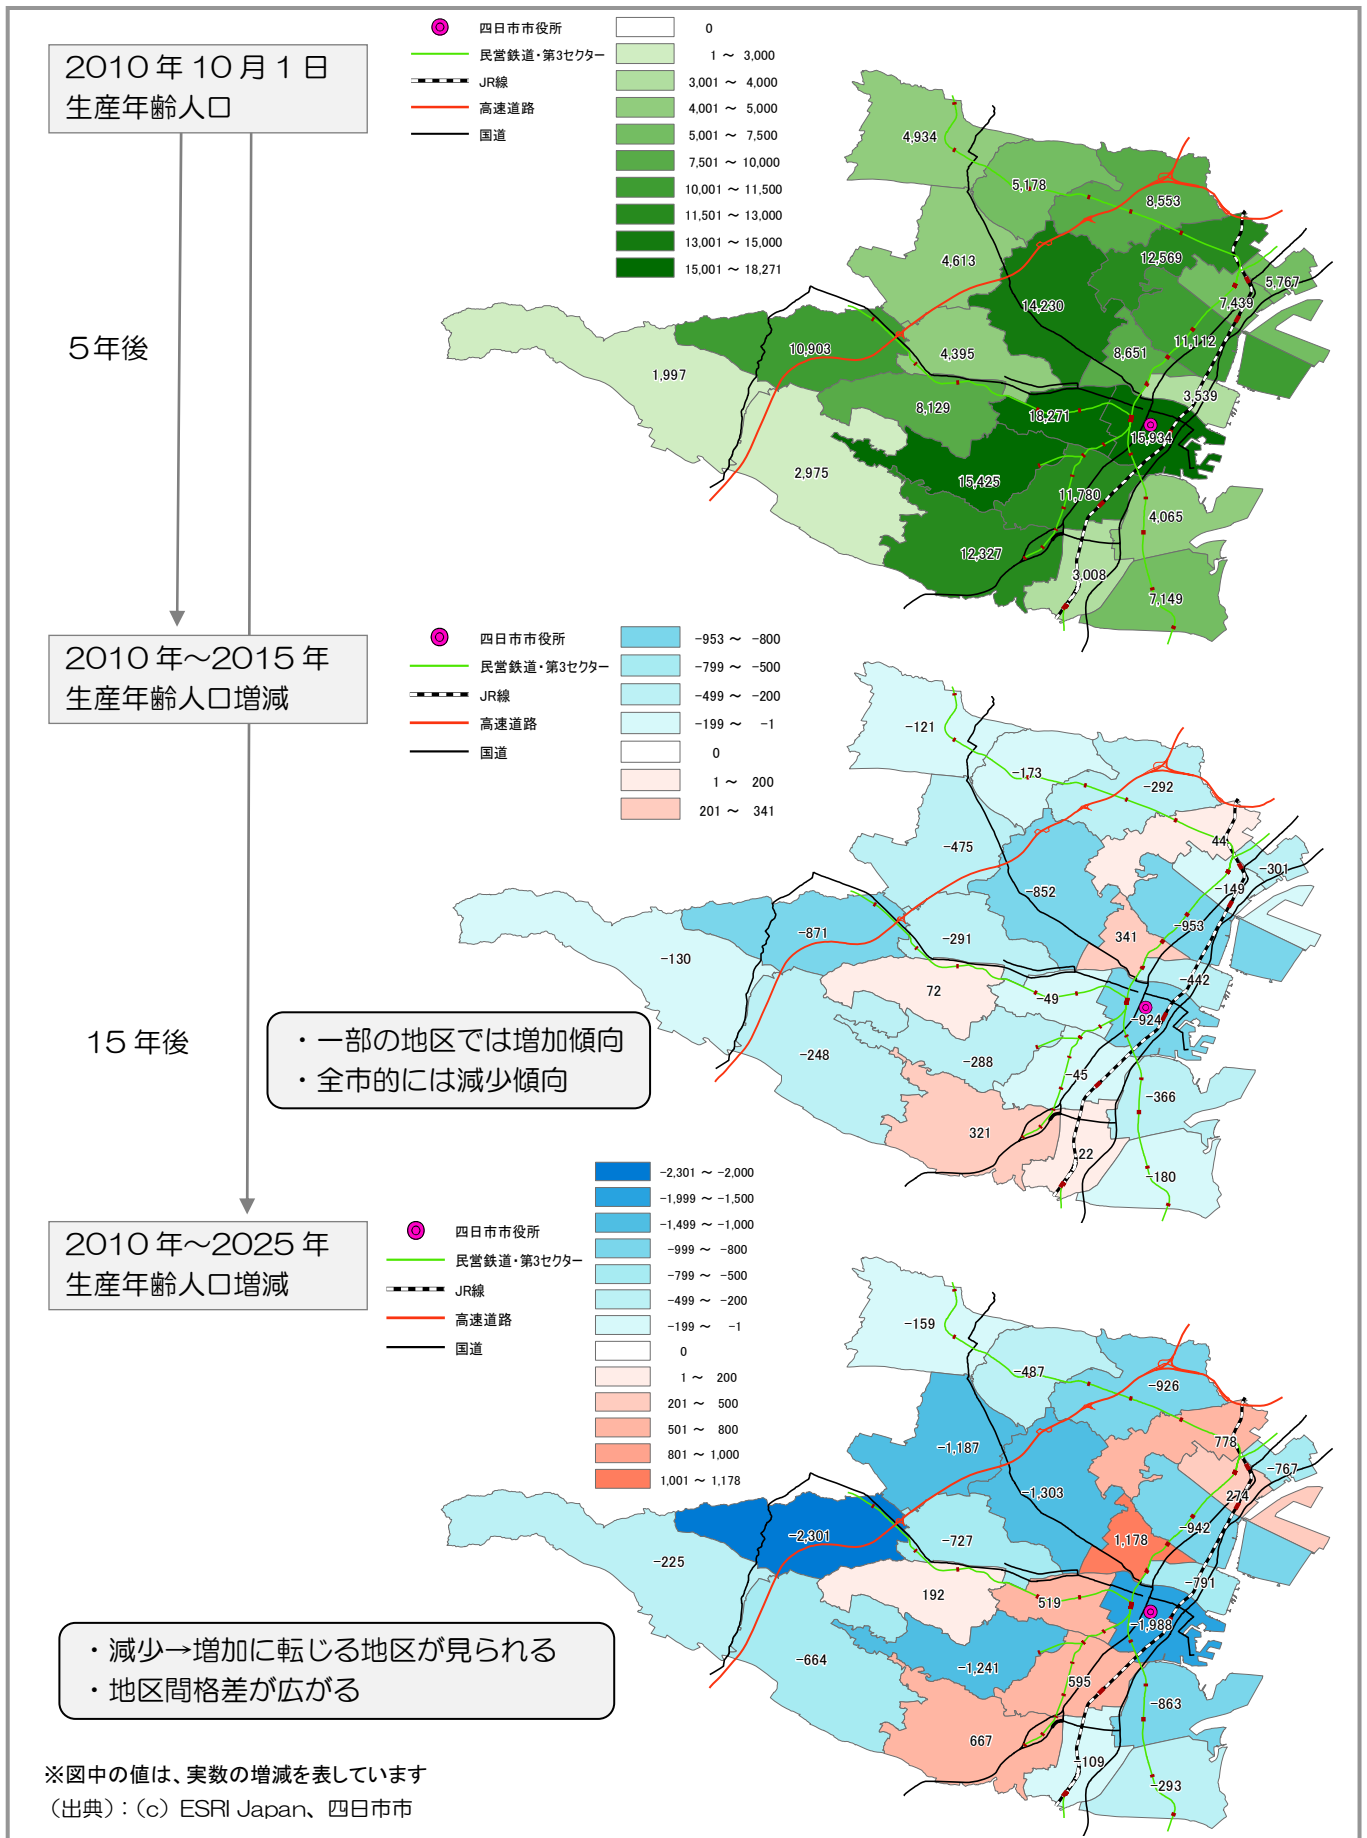 2010年10月1日
生産年齢人口
四日市市役所
民営鉄道・第3セクター
JR線
高速道路
国道
0
1 ～ 3,000
3,001 ～ 4,000
4,001 ～ 5,000
5,001 ～ 7,500
7,501 ～ 10,000
10,001 ～ 11,500
11,501 ～ 13,000
13,001 ～ 15,000
15,001 ～ 18,271
4,934
5,178
8,553
4,613
12,569
5,767
14,230
7,439
10,903
4,395
8,651
11,112
1,997
3,539
8,129
18,271
15,934
2,975
15,425
11,780
4,065
12,327
3,008
7,149
5年後
2010年～2015年
生産年齢人口増減
四日市市役所
民営鉄道・第3セクター
JR線
高速道路
国道
-953 ～ -800
-799 ～ -500
-499 ～ -200
-199 ～ -1
0
1 ～ 200
201 ～ 341
-121
-173
-292
-475
44
-301
-852
-149
-871
-291
341
-953
-130
-442
72
-49
-924
-248
-288
-45
-366
321
22
-180
15年後
・一部の地区では増加傾向
・全市的には減少傾向
2010年～2025年
生産年齢人口増減
四日市市役所
民営鉄道・第3セクター
JR線
高速道路
国道
-2,301 ～ -2,000
-1,999 ～ -1,500
-1,499 ～ -1,000
-999 ～ -800
-799 ～ -500
-499 ～ -200
-199 ～ -1
0
1 ～ 200
201 ～ 500
501 ～ 800
801 ～ 1,000
1,001 ～ 1,178
-159
-487
-926
-1,187
778
-767
-1,303
274
-2,301
-727
1,178
-942
-225
-791
192
519
-1,988
-664
-1,241
595
-863
667
-109
-293
・減少→増加に転じる地区が見られる
・地区間格差が広がる
※図中の値は、実数の増減を表しています
（出典）：（c）ESRI Japan、四日市市